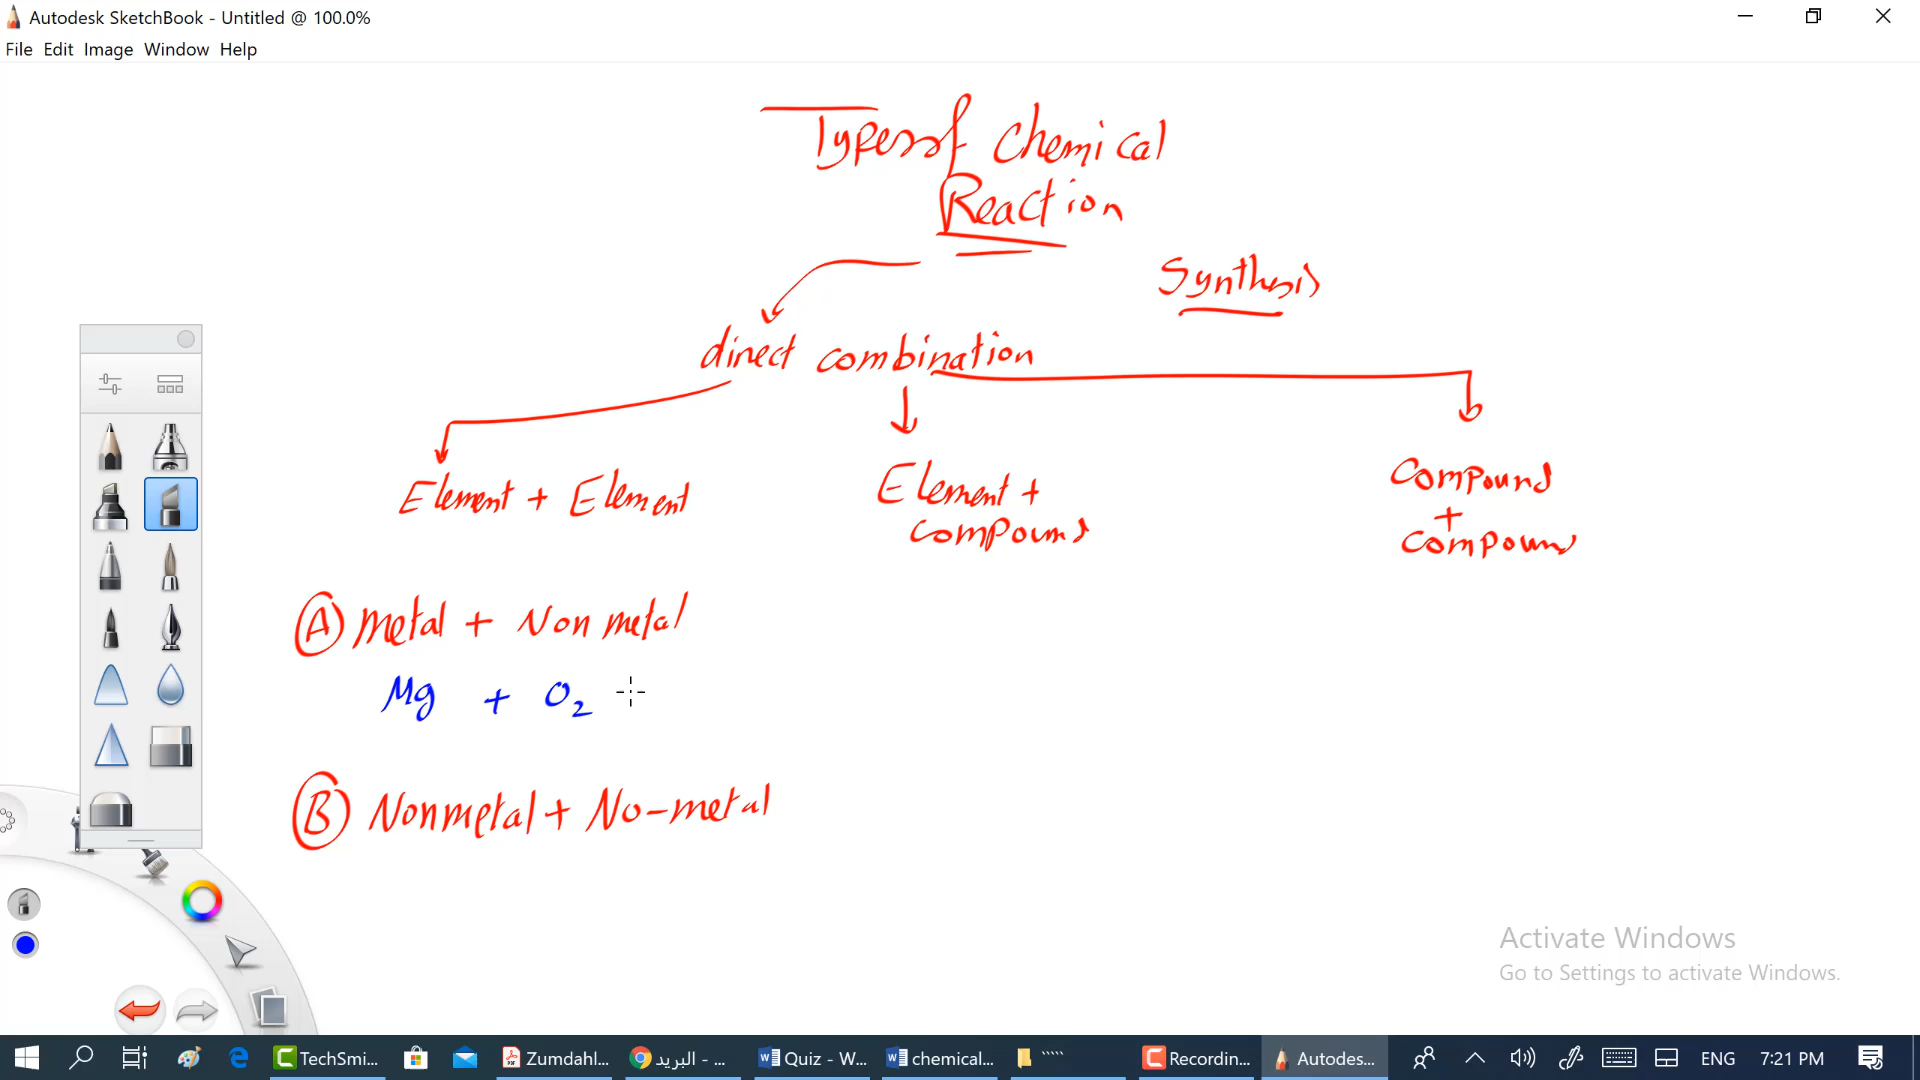 Autodesk SketchBook - Untitled @ 100.0%
File Edit Image Window Help
Types of Chemical
Reaction
Synthesis
direct combination
Element + Element
Element +
compound
Compound
+
compound
A metal + Non metal
Mg + O2
B Nonmetal + No-metal
Activate Windows
Go to Settings to activate Windows.
TechSmi...
Zumdahl...
البريد - ...
Quiz - W...
chemical...
`````
Recordin...
Autodes...
ENG
7:21 PM